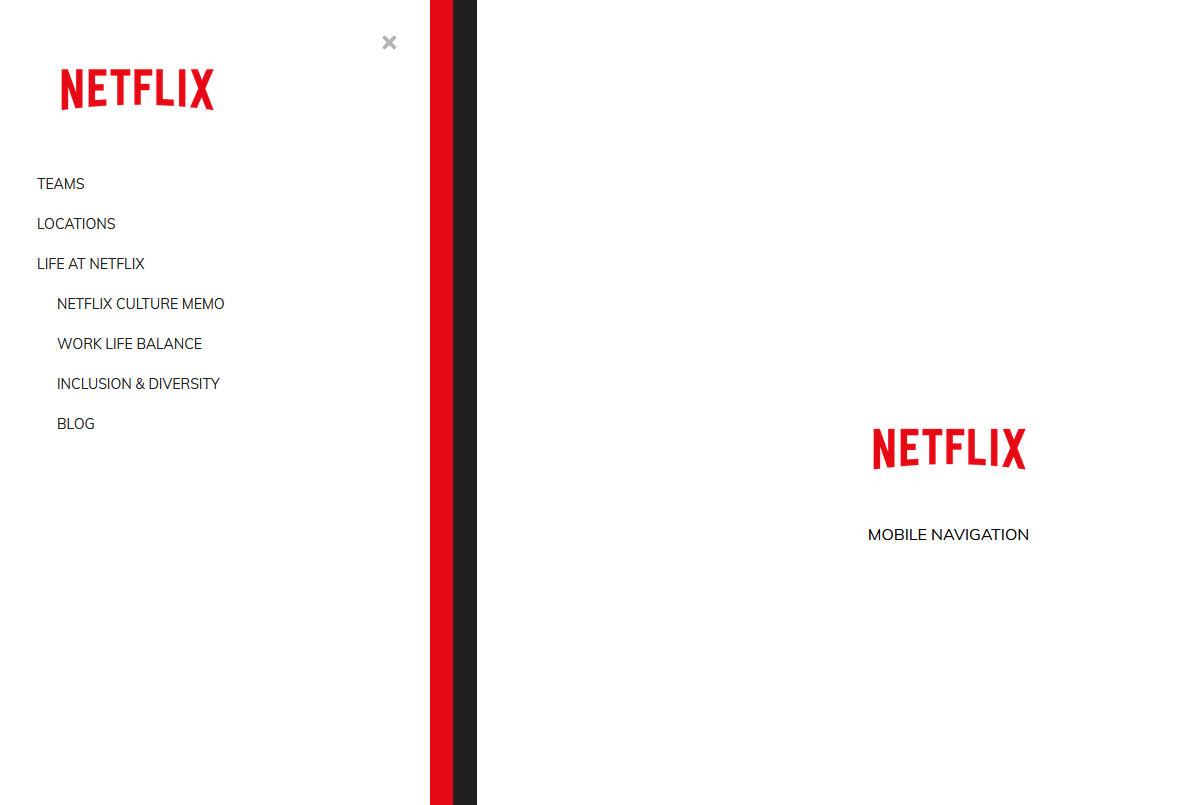 NETFLIX
TEAMS
LOCATIONS
LIFE AT NETFLIX
NETFLIX CULTURE MEMO
WORK LIFE BALANCE
INCLUSION & DIVERSITY
BLOG
NETFLIX
MOBILE NAVIGATION